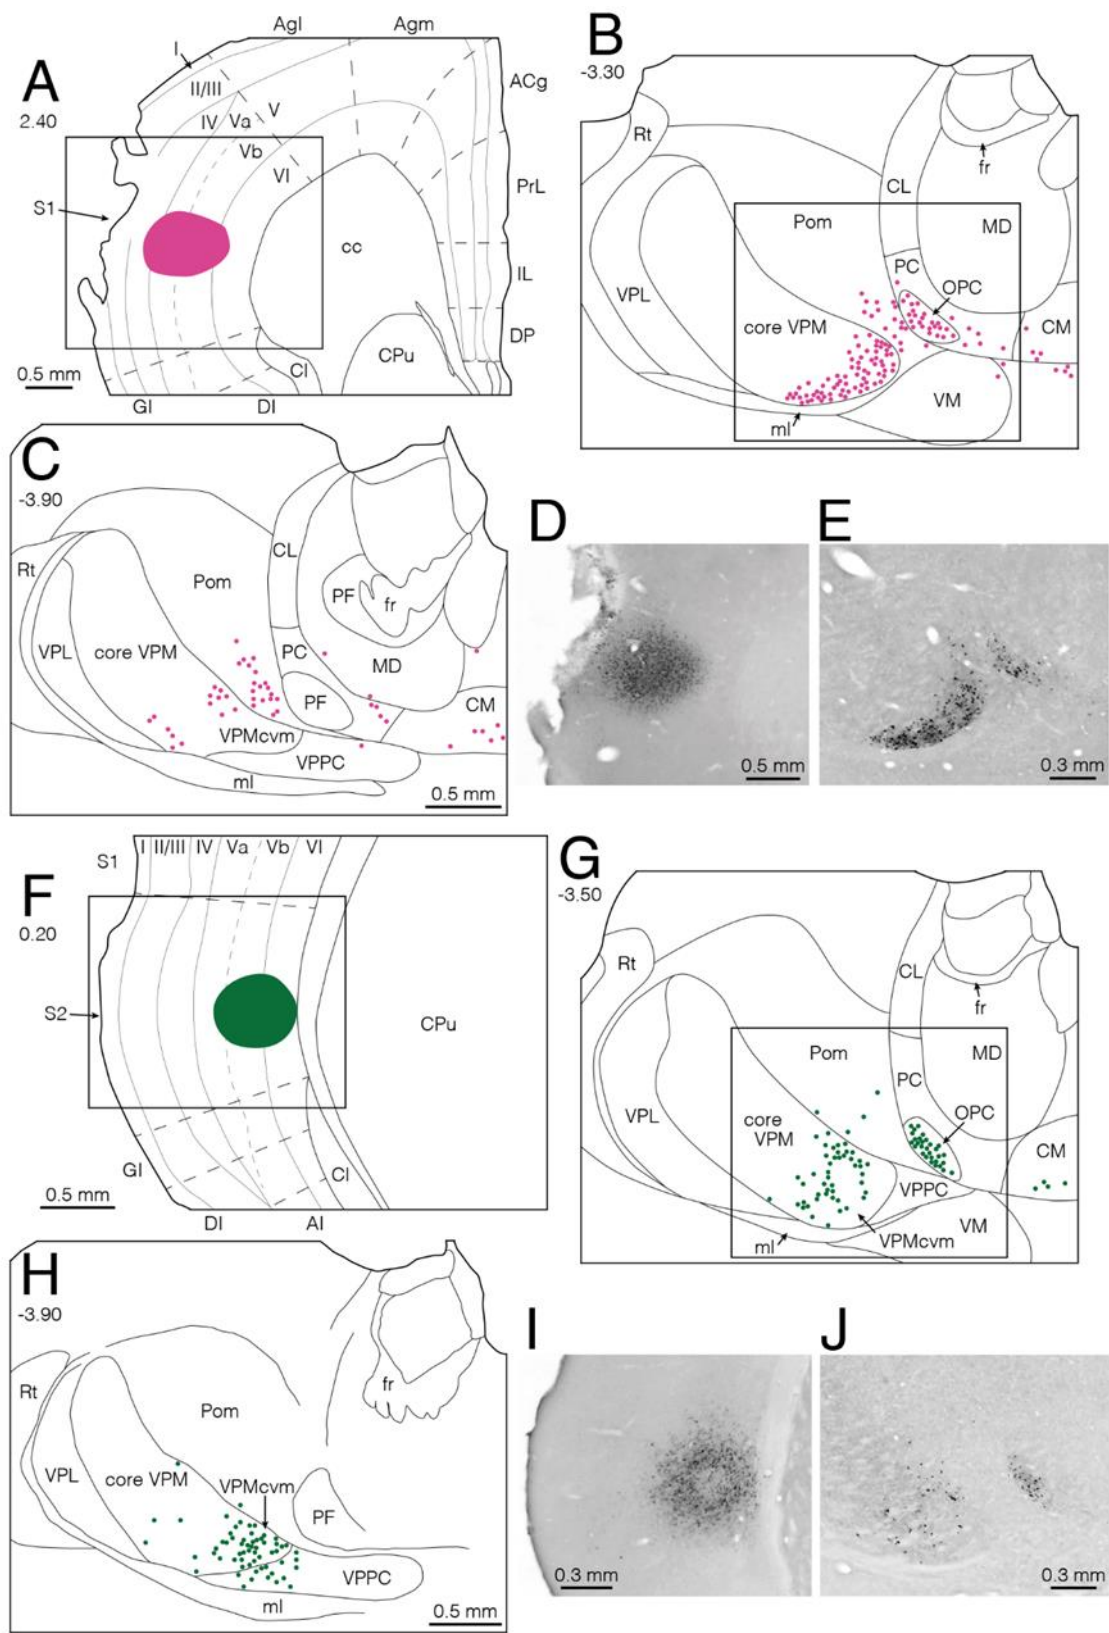 A
2.40
Agl
Agm
I
II/III
IV
Va
V
Vb
VI
ACg
PrL
S1
cc
IL
DP
CPu
Cl
0.5 mm
GI
DI
B
-3.30
Rt
fr
CL
Pom
MD
PC
OPC
VPL
core VPM
CM
VM
ml
C
-3.90
Rt
CL
Pom
PF
fr
VPL
core VPM
PC
MD
PF
CM
VPMcvm
VPPC
ml
0.5 mm
D
0.5 mm
E
0.3 mm
F
0.20
S1
I
II/III
IV
Va
Vb
VI
S2
CPu
GI
Cl
0.5 mm
DI
AI
G
-3.50
Rt
CL
fr
Pom
MD
PC
VPL
core
VPM
OPC
CM
VPPC
VM
ml
VPMcvm
H
-3.90
Rt
fr
Pom
VPL
core VPM
VPMcvm
PF
VPPC
ml
0.5 mm
I
0.3 mm
J
0.3 mm